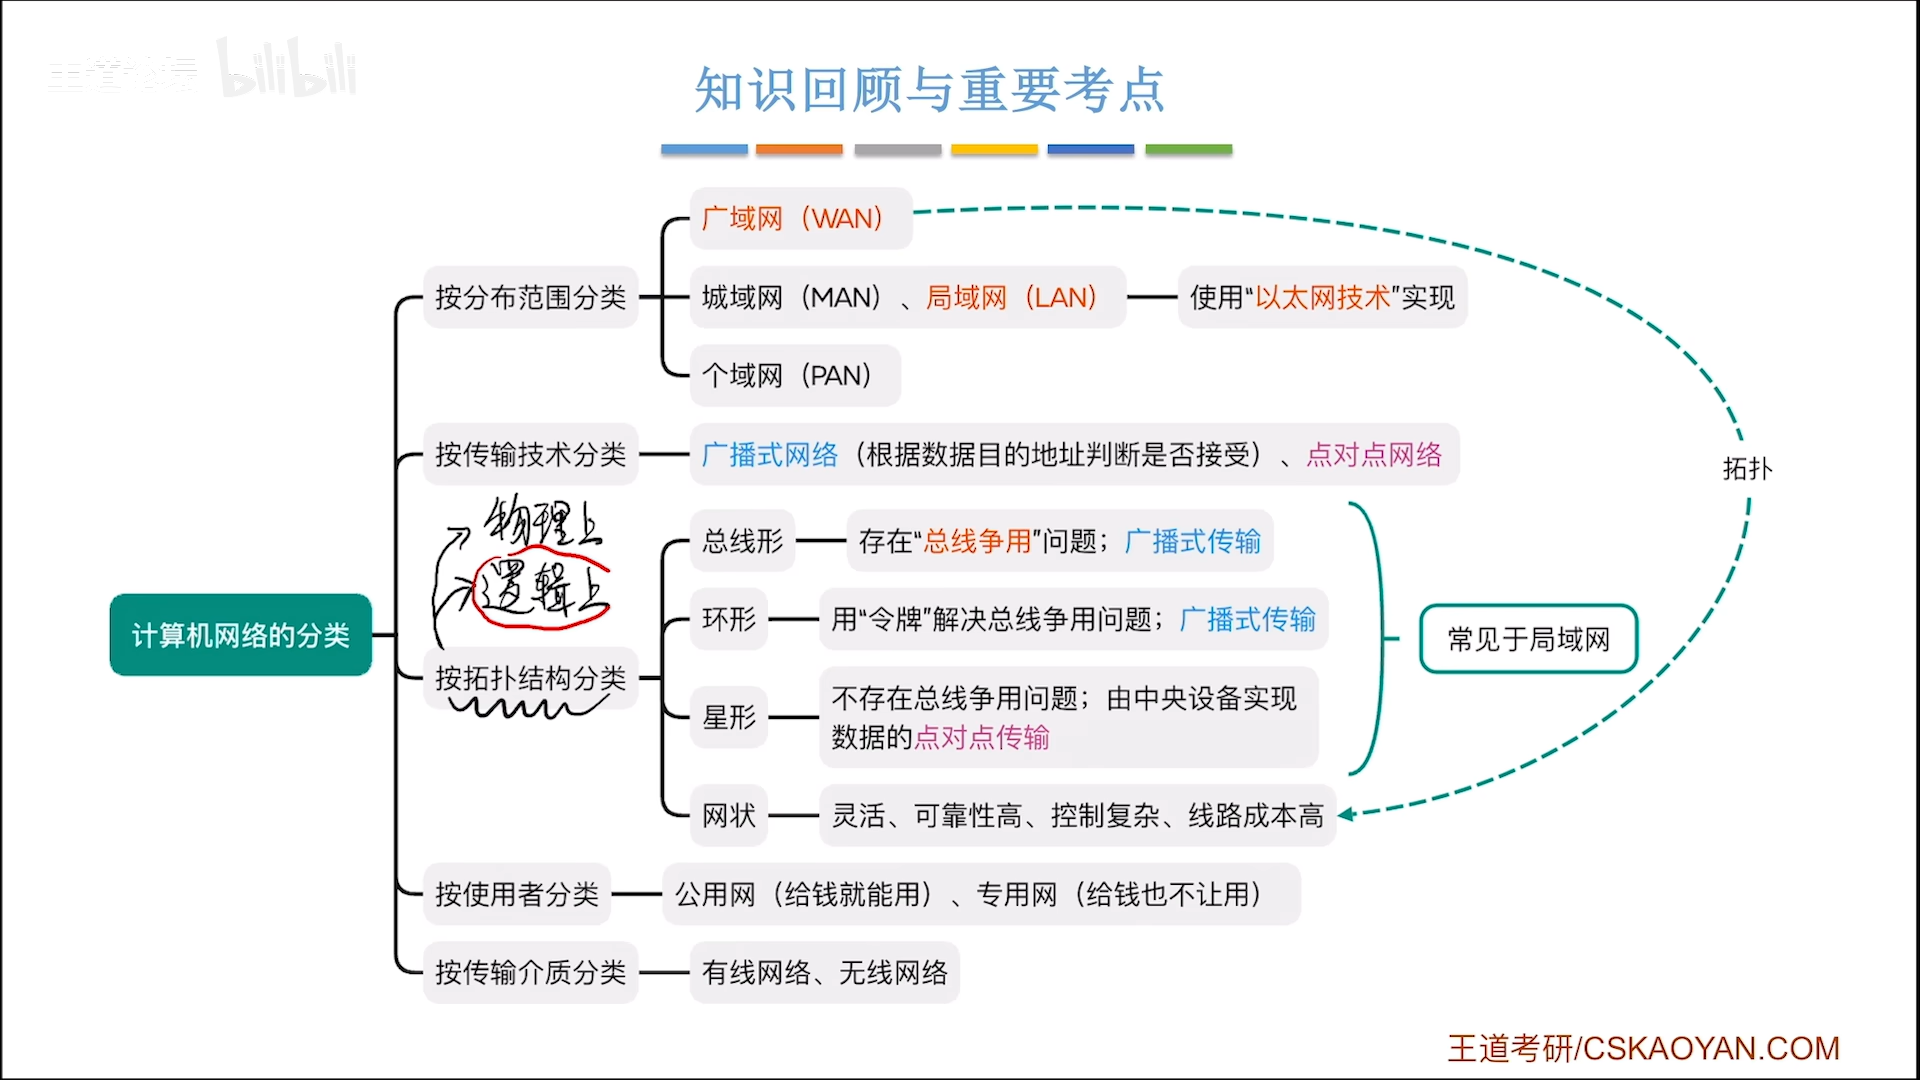 王道论坛 bilibili
知识回顾与重要考点
广域网（WAN）
按分布范围分类
城域网（MAN）、局域网（LAN）
使用“以太网技术”实现
个域网（PAN）
按传输技术分类
广播式网络（根据数据目的地址判断是否接受）、点对点网络
拓扑
物理上
逻辑上
计算机网络的分类
按拓扑结构分类
总线形
存在“总线争用”问题；广播式传输
环形
用“令牌”解决总线争用问题；广播式传输
星形
不存在总线争用问题；由中央设备实现
数据的点对点传输
网状
灵活、可靠性高、控制复杂、线路成本高
常见于局域网
按使用者分类
公用网（给钱就能用）、专用网（给钱也不让用）
按传输介质分类
有线网络、无线网络
王道考研/CSKAOYAN.COM